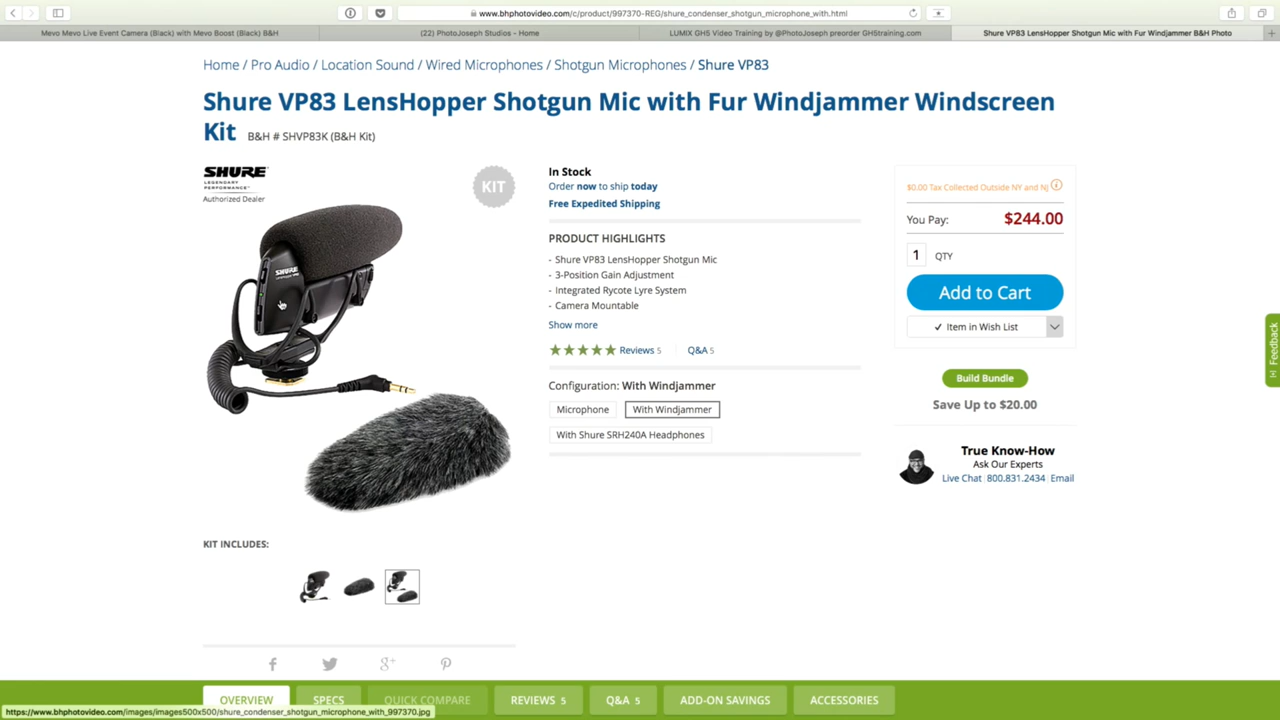 www.bhphotovideo.com/c/product/997370-REG/shure_condenser_shotgun_microphone_with.html
Mevo Mevo Live Event Camera (Black) with Mevo Boost (Black) B&H
(22) PhotoJoseph Studios - Home
LUMIX GH5 Video Training by @PhotoJoseph preorder GH5training.com
Shure VP83 LensHopper Shotgun Mic with Fur Windjammer B&H Photo
Home / Pro Audio / Location Sound / Wired Microphones / Shotgun Microphones / Shure VP83
Shure VP83 LensHopper Shotgun Mic with Fur Windjammer Windscreen
Kit B&H # SHVP83K (B&H Kit)
SHURE
LEGENDARY
PERFORMANCE™
Authorized Dealer
KIT
SHURE
In Stock
Order now to ship today
Free Expedited Shipping
PRODUCT HIGHLIGHTS
- Shure VP83 LensHopper Shotgun Mic
- 3-Position Gain Adjustment
- Integrated Rycote Lyre System
- Camera Mountable
Show more
Reviews 5 Q&A 5
Configuration: With Windjammer
Microphone With Windjammer
With Shure SRH240A Headphones
$0.00 Tax Collected Outside NY and NJ
You Pay: $244.00
1 QTY
Add to Cart
✓ Item in Wish List
Build Bundle
Save Up to $20.00
True Know-How
Ask Our Experts
Live Chat 800.831.2434 Email
[+] Feedback
KIT INCLUDES:
OVERVIEW SPECS QUICK COMPARE REVIEWS 5 Q&A 5 ADD-ON SAVINGS ACCESSORIES
https://www.bhphotovideo.com/images/images500x500/shure_condenser_shotgun_microphone_with_997370.jpg